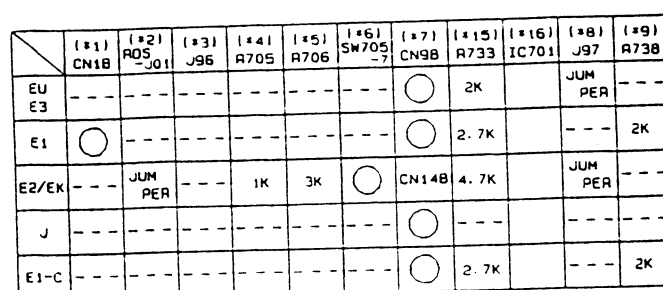 (*1) CN18 (*2) ROS-J01 (*3) J96 (*4) R705 (*5) R706 (*6) SW705-7 (*7) CN98 (*15) R733 (*16) IC701 (*8) J97 (*9) R738
EU E3 --- --- --- --- --- --- ◯ 2K JUMPER ---
E1 ◯ --- --- --- --- --- ◯ 2.7K --- 2K
E2/EK --- JUMPER --- 1K 3K ◯ CN14B 4.7K JUMPER ---
J --- --- --- --- --- --- ◯ --- --- ---
E1-C --- --- --- --- --- --- ◯ 2.7K --- 2K